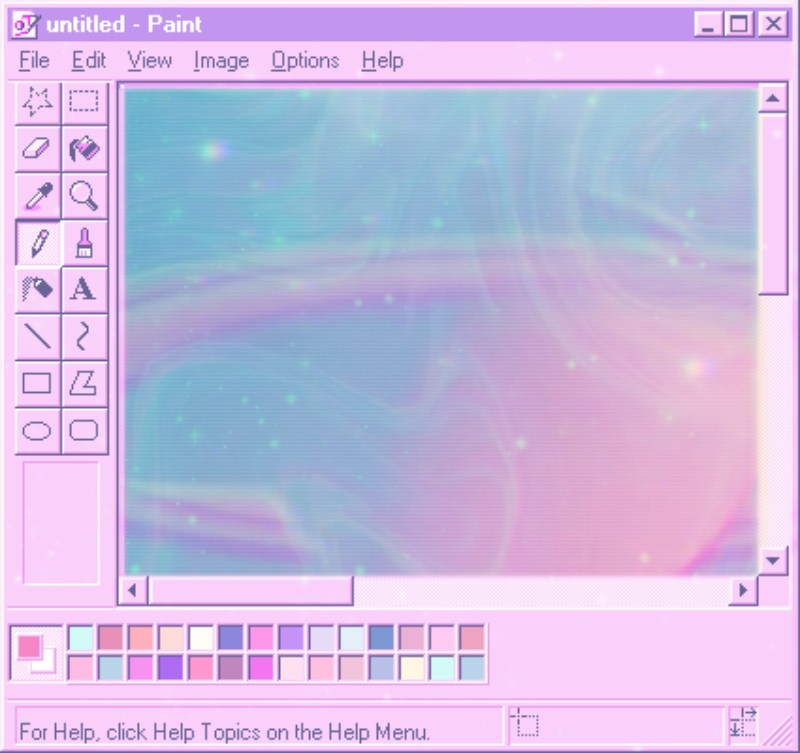 untitled - Paint
File Edit View Image Options Help
A
For Help, click Help Topics on the Help Menu.